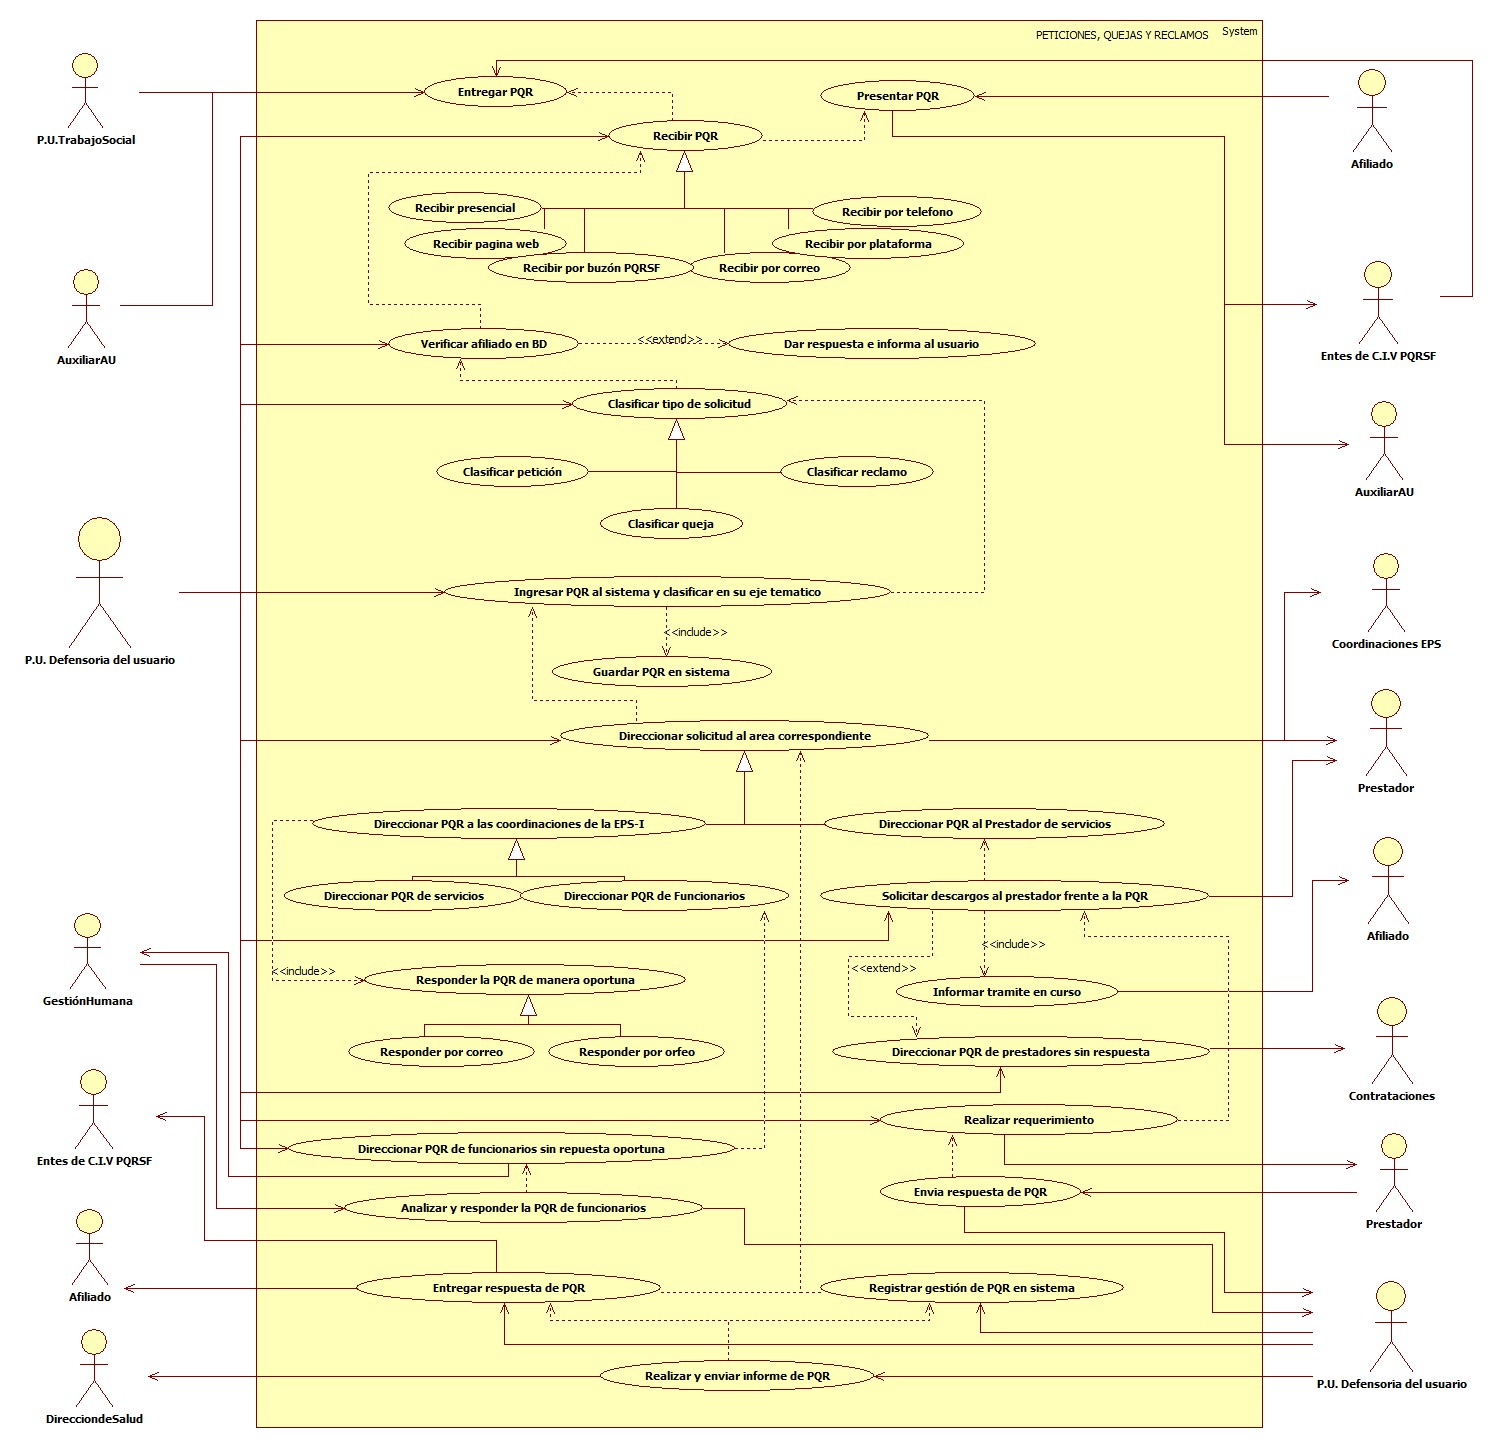 PETICIONES, QUEJAS Y RECLAMOS
System
Entregar PQR
Presentar PQR
P.U.TrabajoSocial
Recibir PQR
Afiliado
Recibir presencial
Recibir por telefono
Recibir pagina web
Recibir por plataforma
Recibir por buzón PQRSF
Recibir por correo
AuxiliarAU
Verificar afiliado en BD
<<extend>>
Dar respuesta e informa al usuario
Entes de C.I.V PQRSF
Clasificar tipo de solicitud
Clasificar petición
Clasificar reclamo
AuxiliarAU
Clasificar queja
Ingresar PQR al sistema y clasificar en su eje tematico
<<include>>
Coordinaciones EPS
P.U. Defensoria del usuario
Guardar PQR en sistema
Direccionar solicitud al area correspondiente
Prestador
Direccionar PQR a las coordinaciones de la EPS-I
Direccionar PQR al Prestador de servicios
Direccionar PQR de servicios
Direccionar PQR de Funcionarios
Solicitar descargos al prestador frente a la PQR
Afiliado
<<include>>
<<include>>
<<extend>>
Responder la PQR de manera oportuna
Informar tramite en curso
GestiónHumana
Responder por correo
Responder por orfeo
Direccionar PQR de prestadores sin respuesta
Contrataciones
Realizar requerimiento
Direccionar PQR de funcionarios sin repuesta oportuna
Entes de C.I.V PQRSF
Envia respuesta de PQR
Analizar y responder la PQR de funcionarios
Prestador
Entregar respuesta de PQR
Registrar gestión de PQR en sistema
Afiliado
Realizar y enviar informe de PQR
P.U. Defensoria del usuario
DirecciondeSalud